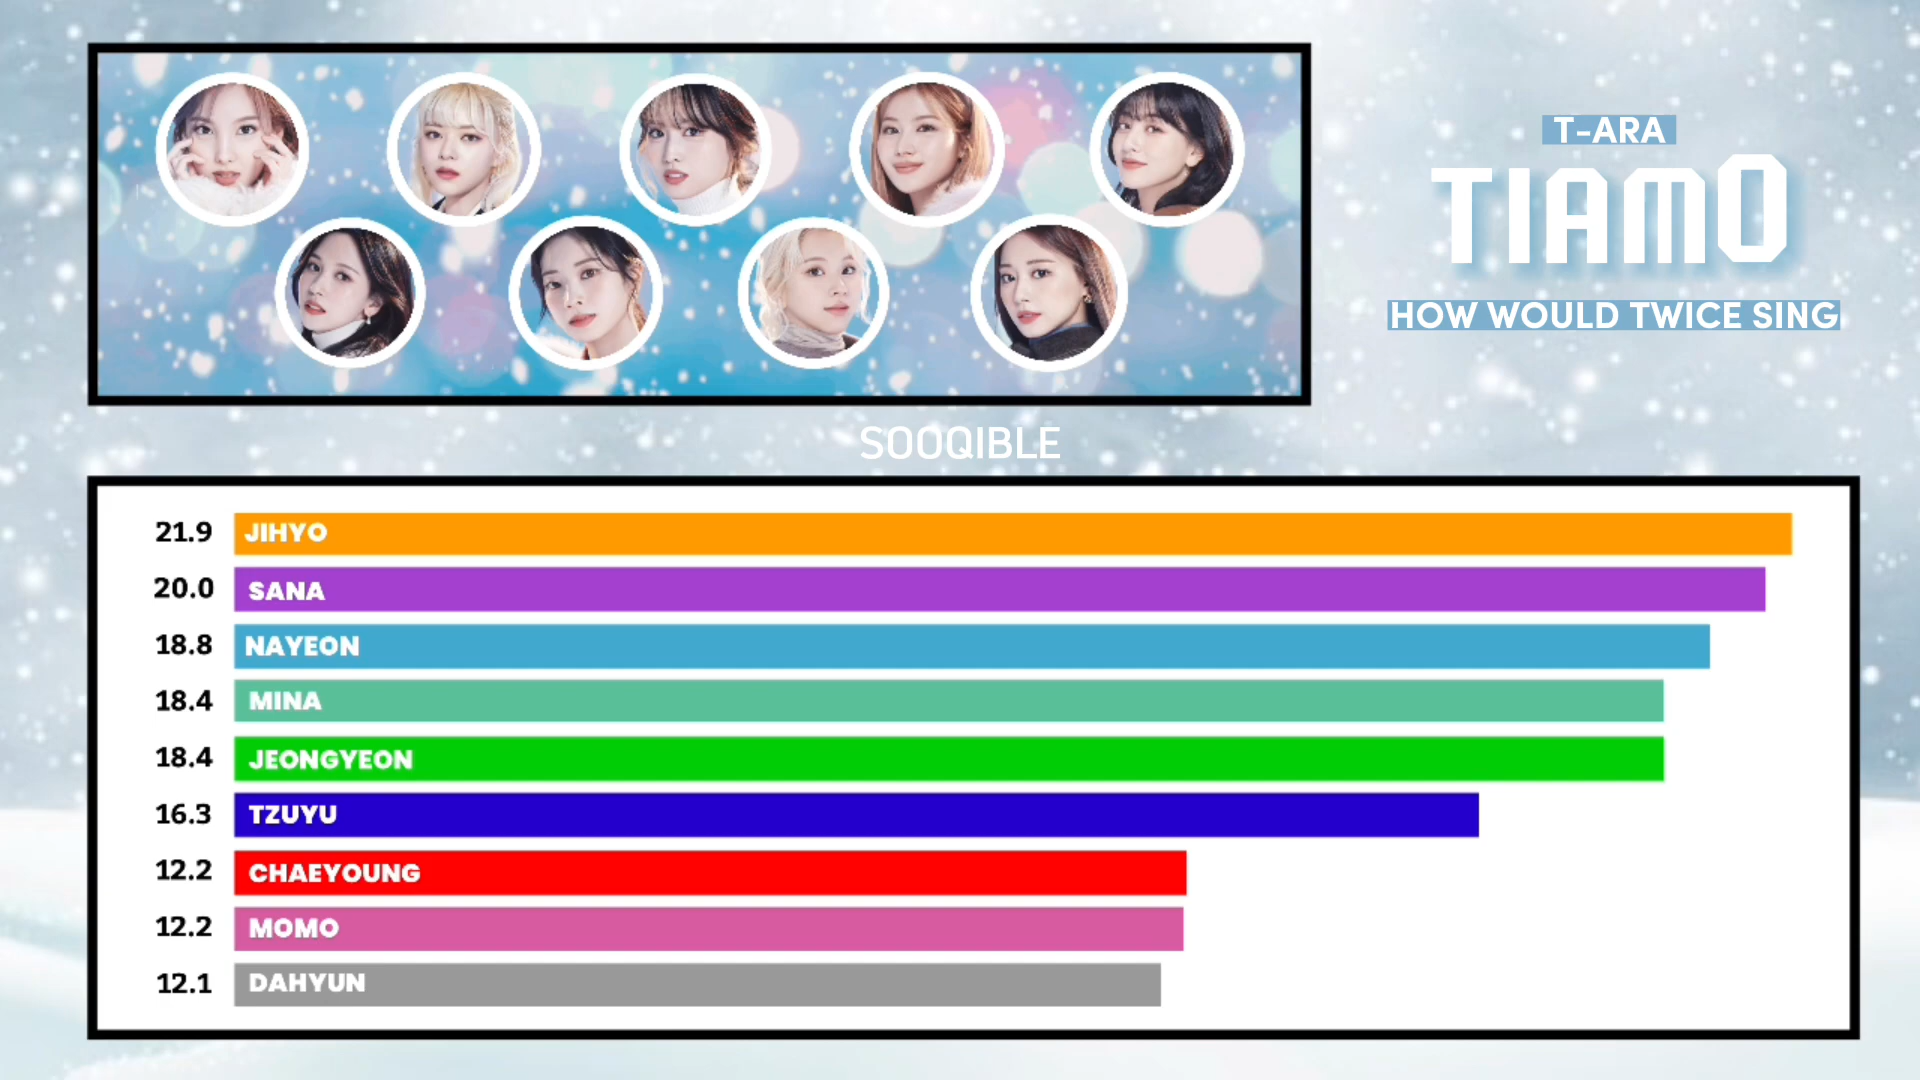 T-ARA
TIAMO
HOW WOULD TWICE SING
SOOQIBLE
21.9 JIHYO
20.0 SANA
18.8 NAYEON
18.4 MINA
18.4 JEONGYEON
16.3 TZUYU
12.2 CHAEYOUNG
12.2 MOMO
12.1 DAHYUN